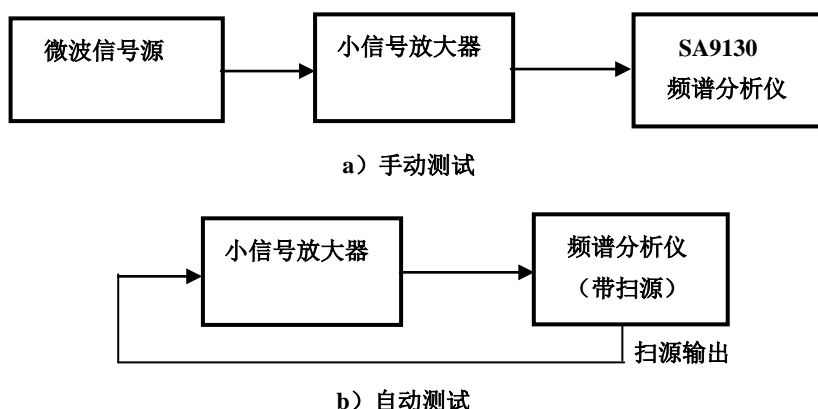 微波信号源
小信号放大器
SA9130
频谱分析仪
a）手动测试
小信号放大器
频谱分析仪
（带扫源）
扫源输出
b）自动测试